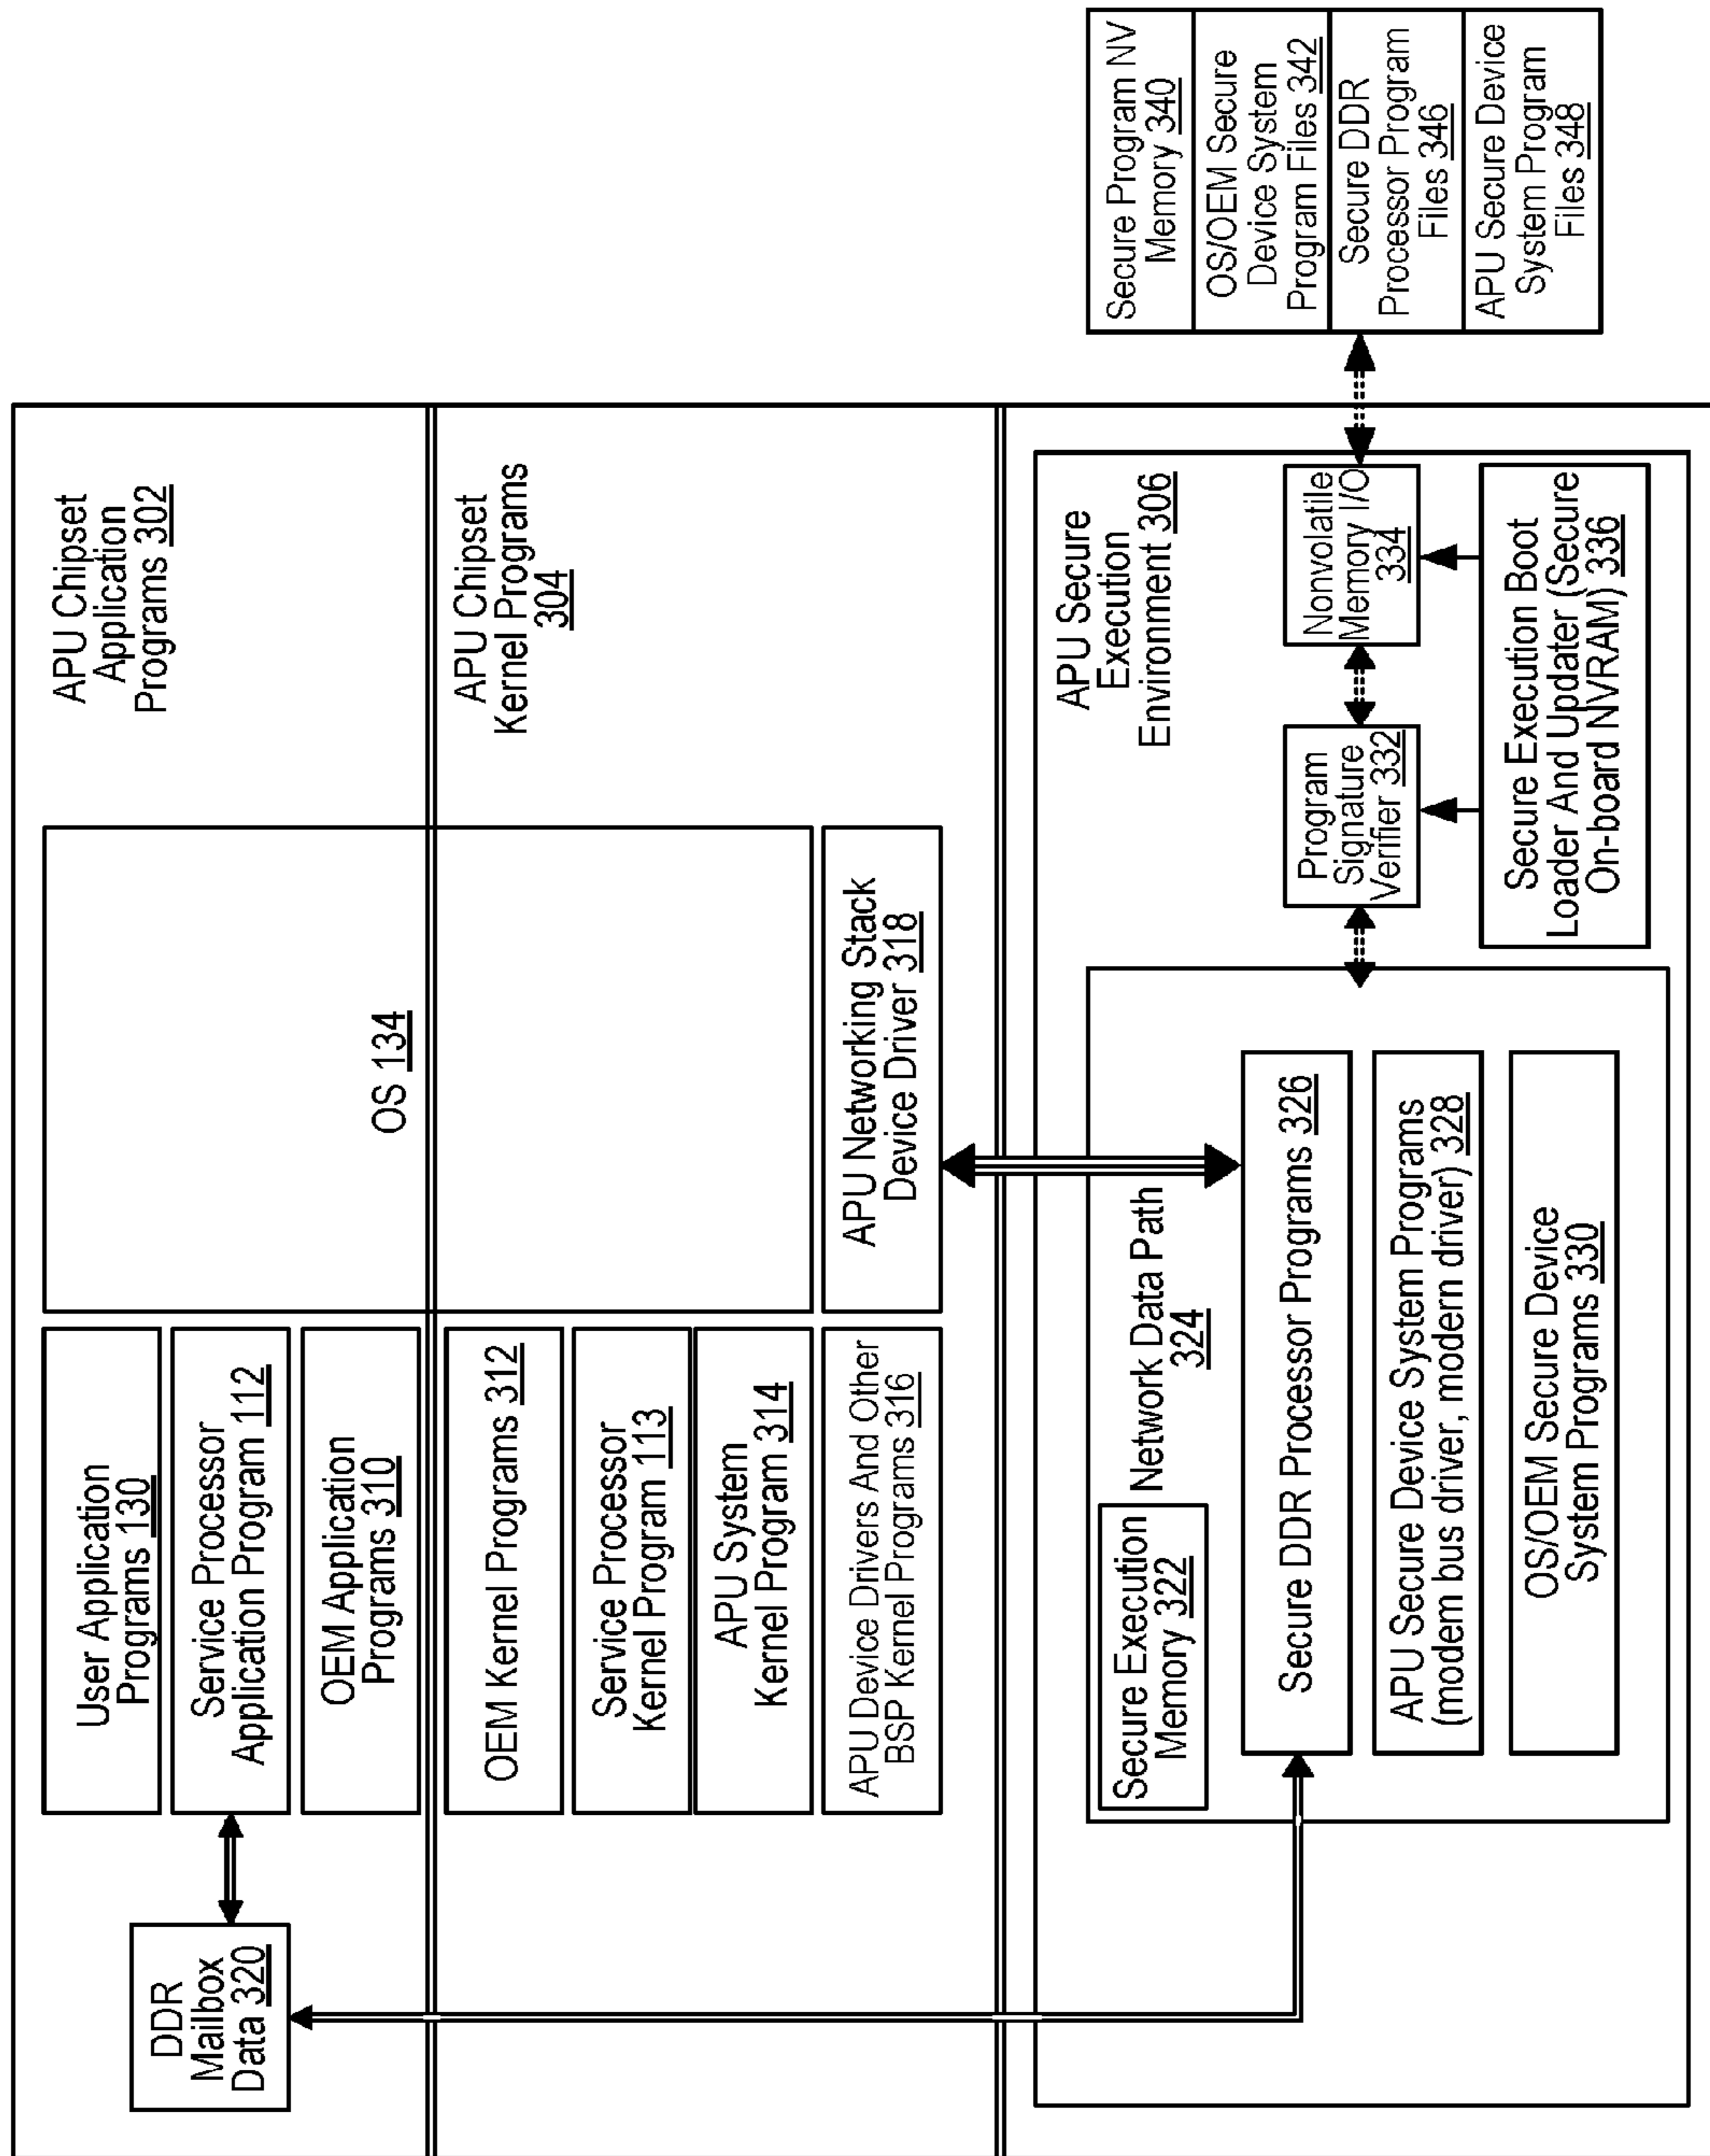 DDR
Mailbox
Data 320
User Application
Programs 130
Service Processor
Application Program 112
OEM Application
Programs 310
OS 134
APU Chipset
Application
Programs 302
OEM Kernel Programs 312
Service Processor
Kernel Program 113
APU System
Kernel Program 314
APU Device Drivers And Other
BSP Kernel Programs 316
APU Networking Stack
Device Driver 318
APU Chipset
Kernel Programs
304
Secure Execution
Memory 322
Network Data Path
324
Secure DDR Processor Programs 326
APU Secure Device System Programs
(modem bus driver, modern driver) 328
OS/OEM Secure Device
System Programs 330
APU Secure
Execution
Environment 306
Program
Signature
Verifier 332
Nonvolatile
Memory I/O
334
Secure Execution Boot
Loader And Updater (Secure
On-board NVRAM) 336
Secure Program NV
Memory 340
OS/OEM Secure
Device System
Program Files 342
Secure DDR
Processor Program
Files 346
APU Secure Device
System Program
Files 348